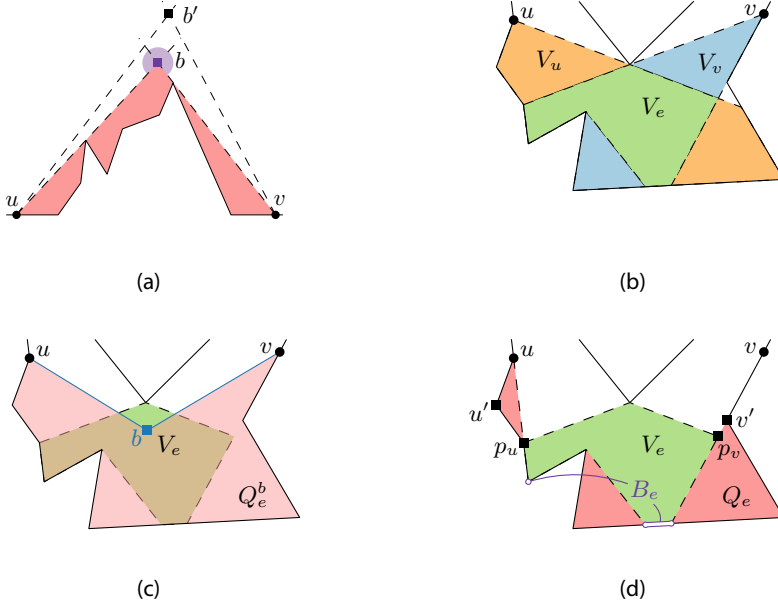 b′
b
u v
(a)
u v
V_u V_v
V_e
(b)
u v
b V_e
Q_e^b
(c)
u v
u′ v′
p_u V_e p_v
B_e Q_e
(d)